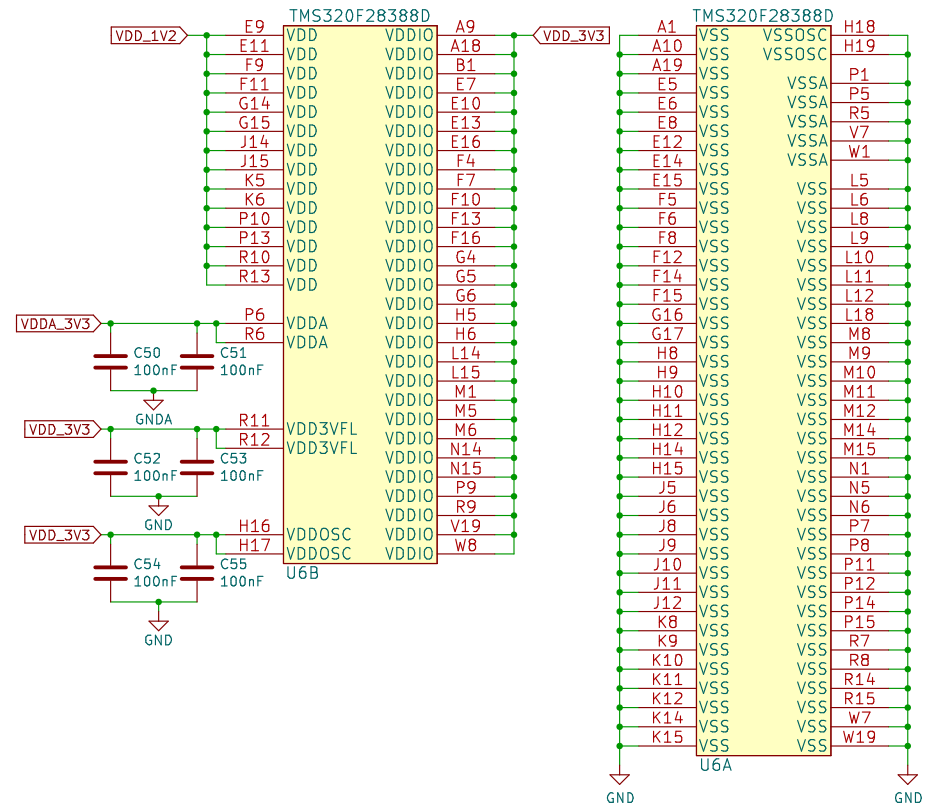 TMS320F28388D
VDD_1V2
E9 VDD VDDIO A9
VDD_3V3
E11 VDD VDDIO A18
F9 VDD VDDIO B1
F11 VDD VDDIO E7
G14 VDD VDDIO E10
G15 VDD VDDIO E13
J14 VDD VDDIO E16
J15 VDD VDDIO F4
K5 VDD VDDIO F7
K6 VDD VDDIO F10
P10 VDD VDDIO F13
P13 VDD VDDIO F16
R10 VDD VDDIO G4
R13 VDD VDDIO G5
VDDIO G6
VDDA_3V3
P6 VDDA VDDIO H5
R6 VDDA VDDIO H6
C50
100nF
C51
100nF
GNDA
VDDIO L14
VDDIO L15
VDDIO M1
VDDIO M5
VDD_3V3
R11 VDD3VFL
R12 VDD3VFL
VDDIO M6
VDDIO N14
C52
100nF
C53
100nF
GND
VDDIO N15
VDDIO P9
VDDIO R9
VDD_3V3
H16 VDDOSC VDDIO V19
H17 VDDOSC VDDIO W8
C54
100nF
C55
100nF
GND
U6B
TMS320F28388D
A1 VSS VSSOSC H18
A10 VSS VSSOSC H19
A19 VSS
VSSA P1
E5 VSS
VSSA P5
E6 VSS
VSSA R5
E8 VSS
VSSA V7
E12 VSS
VSSA W1
E14 VSS
E15 VSS VSS L5
F5 VSS VSS L6
F6 VSS VSS L8
F8 VSS VSS L9
F12 VSS VSS L10
F14 VSS VSS L11
F15 VSS VSS L12
G16 VSS VSS L18
G17 VSS VSS M8
H8 VSS VSS M9
H9 VSS VSS M10
H10 VSS VSS M11
H11 VSS VSS M12
H12 VSS VSS M14
H14 VSS VSS M15
H15 VSS VSS N1
J5 VSS VSS N5
J6 VSS VSS N6
J8 VSS VSS P7
J9 VSS VSS P8
J10 VSS VSS P11
J11 VSS VSS P12
J12 VSS VSS P14
K8 VSS VSS P15
K9 VSS VSS R7
K10 VSS VSS R8
K11 VSS VSS R14
K12 VSS VSS R15
K14 VSS VSS W7
K15 VSS VSS W19
U6A
GND
GND